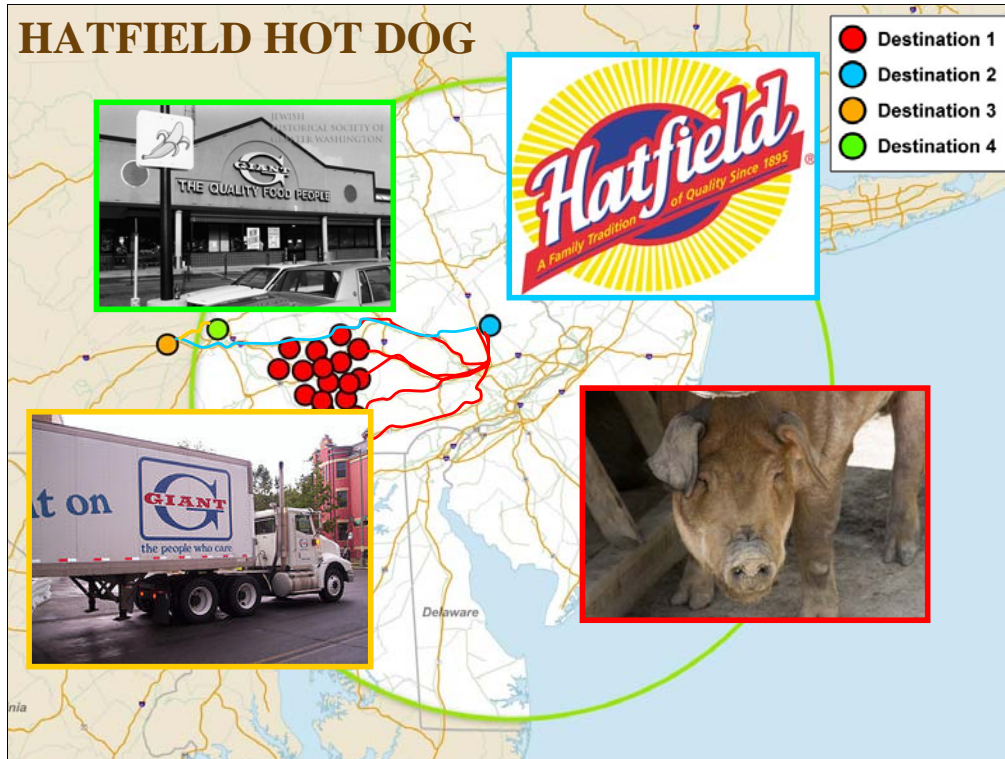 HATFIELD HOT DOG
Destination 1
Destination 2
Destination 3
Destination 4
JEWISH
HISTORICAL SOCIETY OF
GREATER WASHINGTON
GIANT
THE QUALITY FOOD PEOPLE
Hatfield
®
A Family Tradition of Quality Since 1895
t on
GIANT
the people who care
Delaware
nia